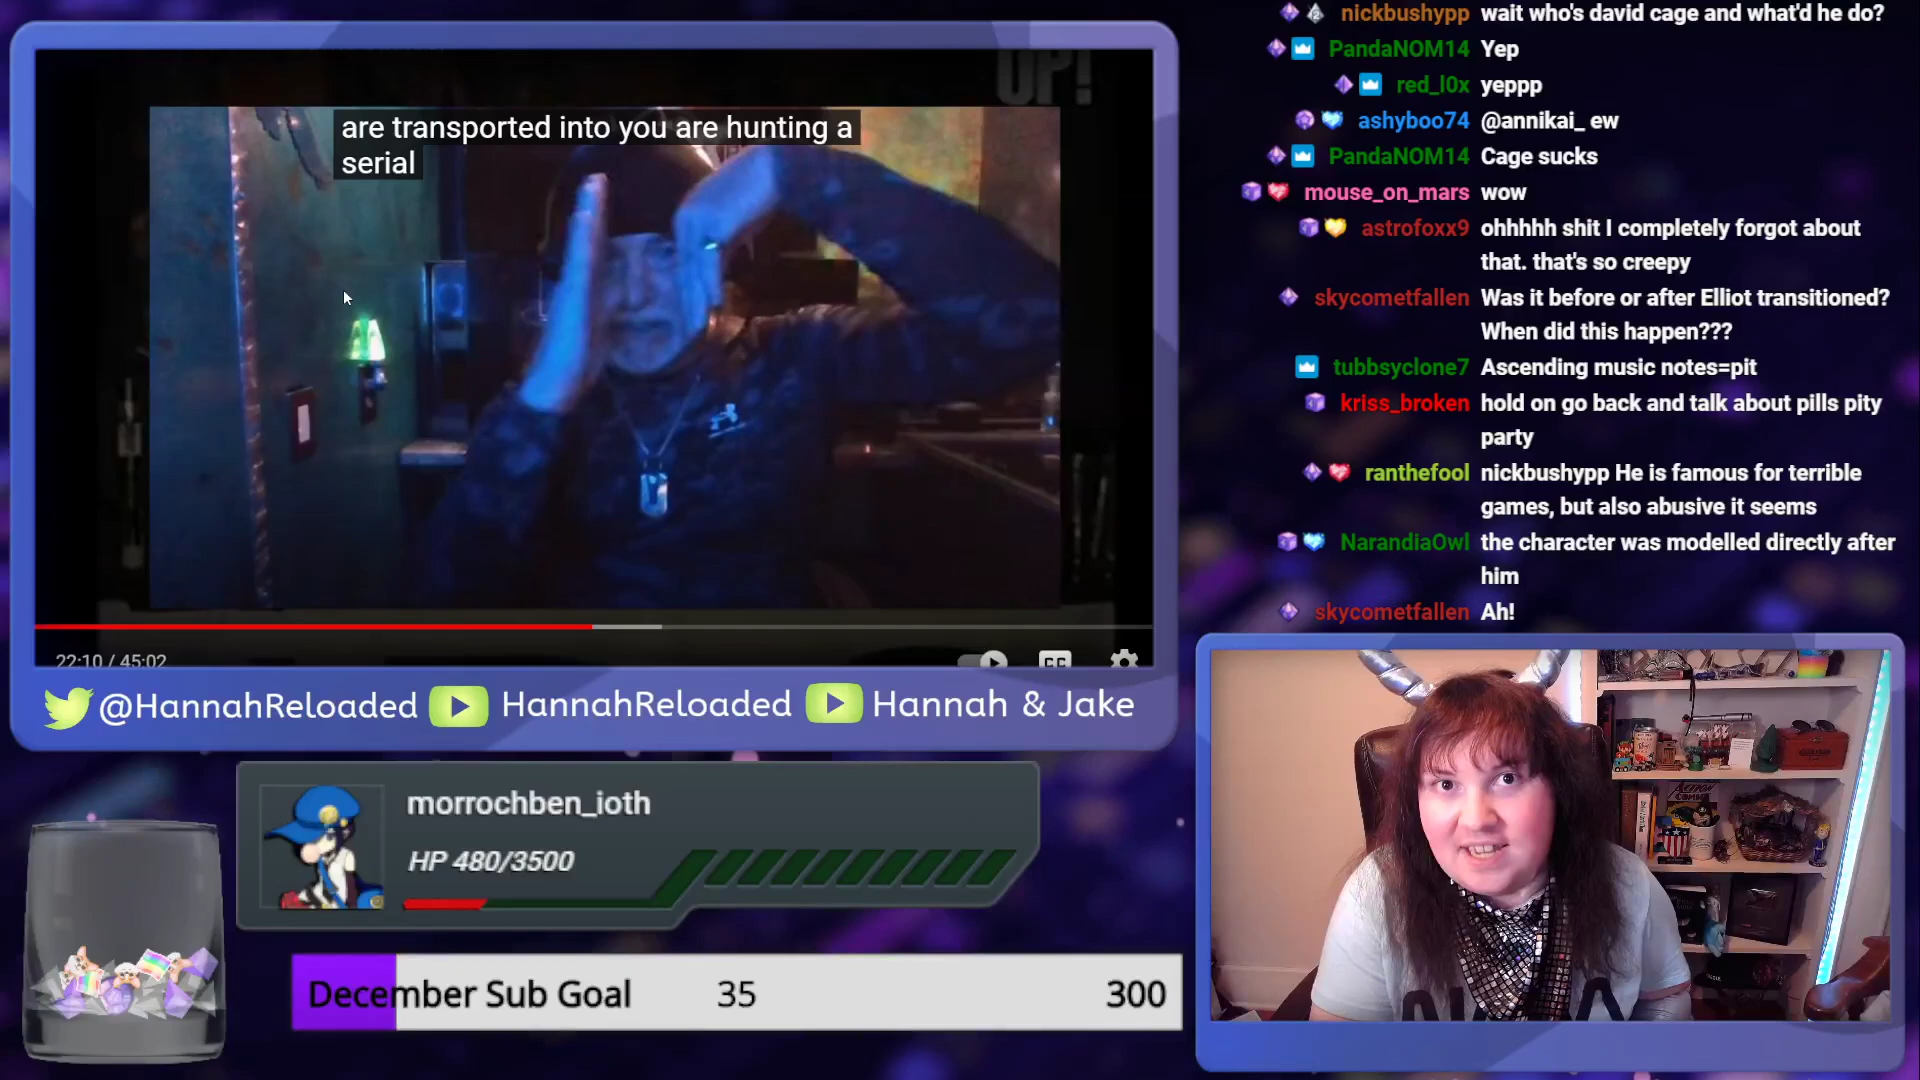 UP!
are transported into you are hunting a
serial
22:10 / 45:02
@HannahReloaded HannahReloaded Hannah & Jake
morrochben_ioth
HP 480/3500
December Sub Goal 35 300
nickbushypp wait who's david cage and what'd he do?
PandaNOM14 Yep
red_l0x yeppp
ashyboo74 @annikai_ ew
PandaNOM14 Cage sucks
mouse_on_mars wow
astrofoxx9 ohhhhh shit I completely forgot about
that. that's so creepy
skycometfallen Was it before or after Elliot transitioned?
When did this happen???
tubbsyclone7 Ascending music notes=pit
kriss_broken hold on go back and talk about pills pity
party
ranthefool nickbushypp He is famous for terrible
games, but also abusive it seems
NarandiaOwl the character was modelled directly after
him
skycometfallen Ah!
ACTION